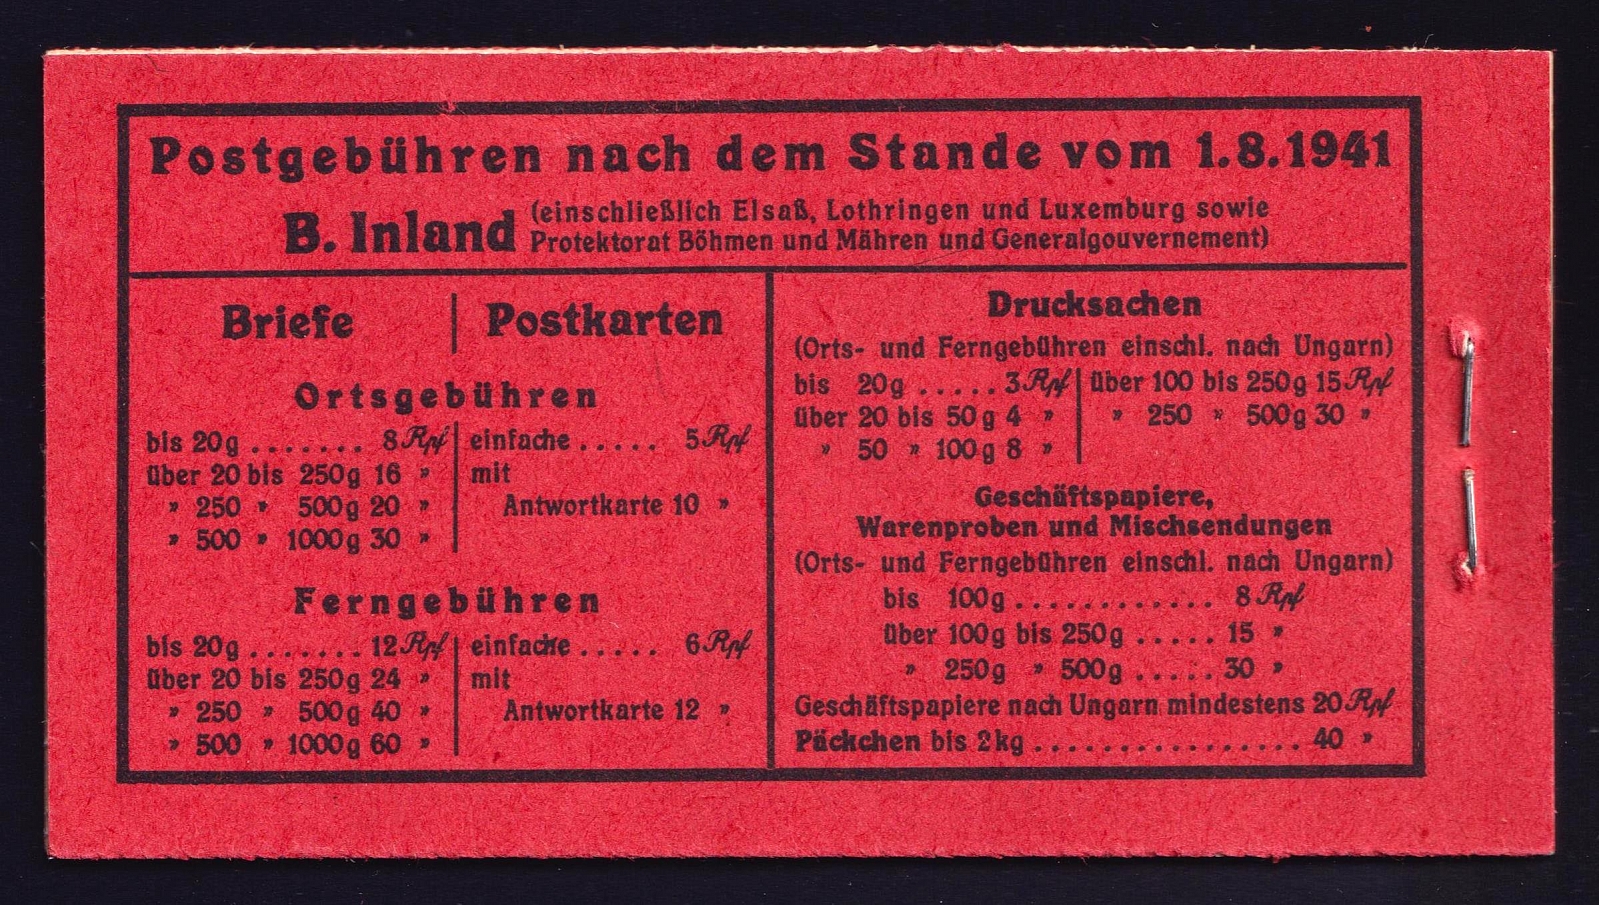 Postgebühren nach dem Stande vom 1.8.1941
B. Inland (einschließlich Elsaß, Lothringen und Luxemburg sowie
Protektorat Böhmen und Mähren und Generalgouvernement)
Briefe | Postkarten
Ortsgebühren
bis 20g ....... 8 Rpf | einfache ..... 5 Rpf
über 20 bis 250g 16 " | mit
" 250 " 500g 20 " | Antwortkarte 10 "
" 500 " 1000g 30 "
Ferngebühren
bis 20g ....... 12 Rpf | einfache ..... 6 Rpf
über 20 bis 250g 24 " | mit
" 250 " 500g 40 " | Antwortkarte 12 "
" 500 " 1000g 60 "
Drucksachen
(Orts- und Ferngebühren einschl. nach Ungarn)
bis 20g ..... 3 Rpf | über 100 bis 250g 15 Rpf
über 20 bis 50g 4 " | " 250 " 500g 30 "
" 50 " 100g 8 "
Geschäftspapiere,
Warenproben und Mischsendungen
(Orts- und Ferngebühren einschl. nach Ungarn)
bis 100g ............ 8 Rpf
über 100g bis 250g ..... 15 "
" 250g " 500g ..... 30 "
Geschäftspapiere nach Ungarn mindestens 20 Rpf
Päckchen bis 2kg ................ 40 "